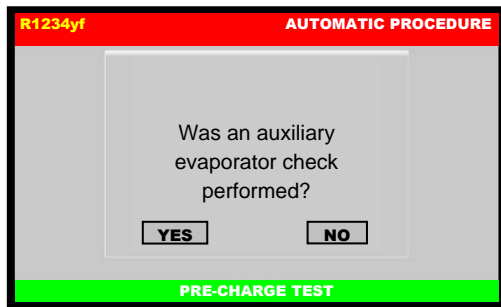 R1234yf AUTOMATIC PROCEDURE
Was an auxiliary
evaporator check
performed?
YES NO
PRE-CHARGE TEST